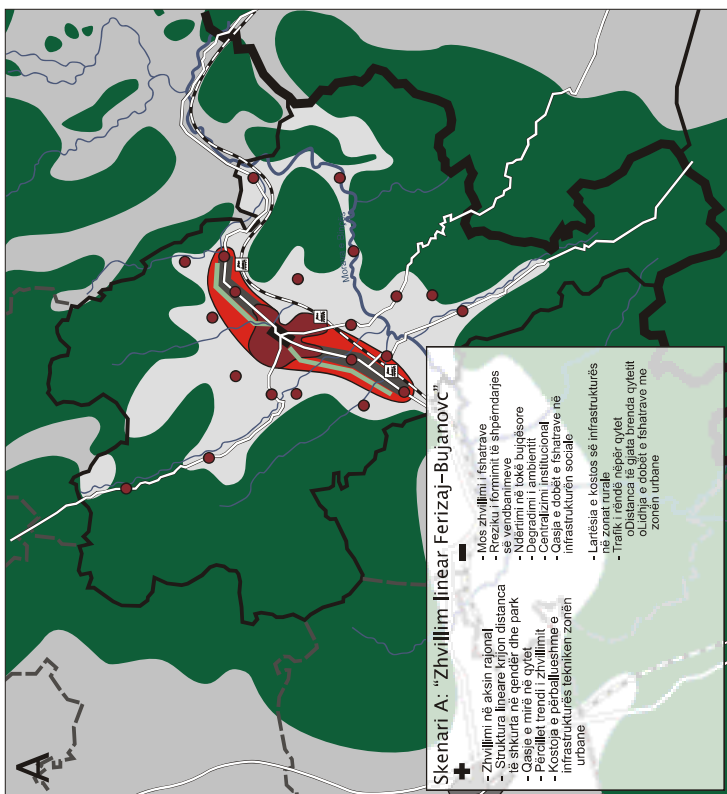 A
Mora
Skenari A: "Zhvillim linear Ferizaj-Bujanovc"
+
- Zhvillimi në aksin rajonal
- Struktura lineare krijon distanca
të shkurta në qendër dhe park
- Qasje e mirë në qytet
- Përcillet trendi i zhvillimit
- Kostoja e përballueshme e
infrastrukturës tekniken zonën
urbane
-
- Mos zhvillimi i fshatrave
- Rreziku i formimit të shpërndarjes
së vendbanimeve
- Ndërtimi në tokë bujqësore
- Degradimi i ambientit
- Centralizimi institucional
- Qasja e dobët e fshatrave në
infrastrukturën sociale
- Lartësia e kostos së infrastrukturës
në zonat rurale
- Trafik i rëndë nëpër qytet
oDistanca të gjata brenda qytetit
oLidhja e dobët e fshatrave me
zonën urbane